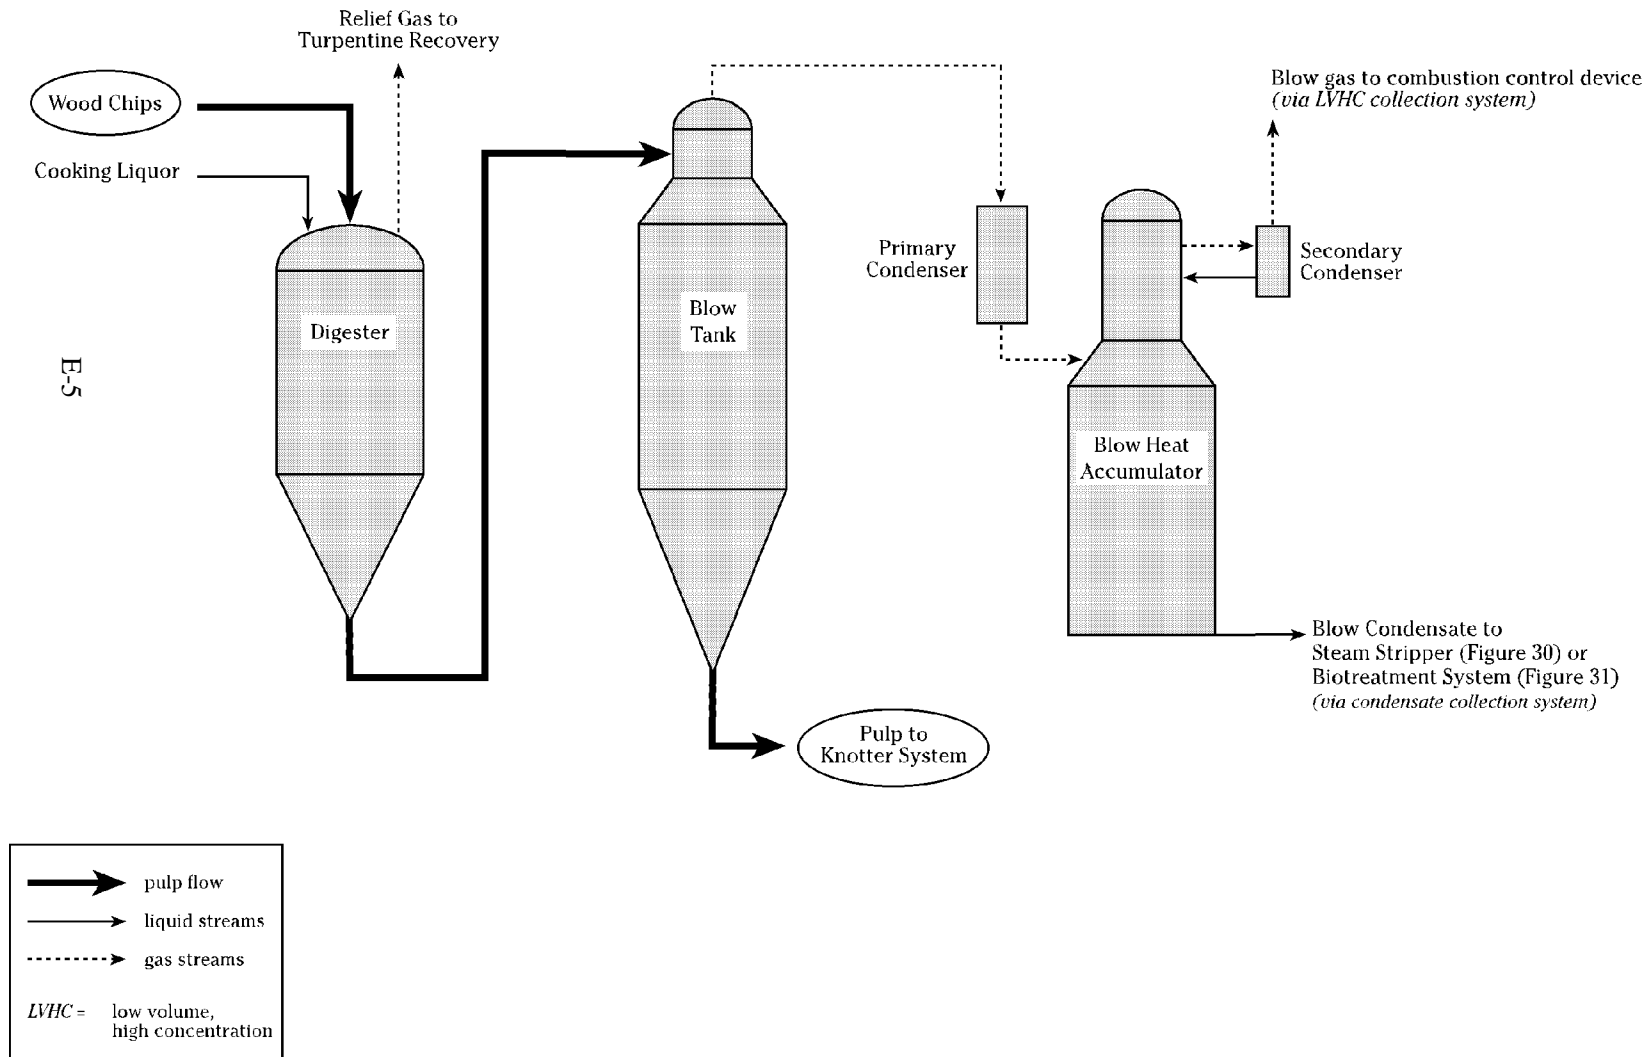 Relief Gas to
Turpentine Recovery
Wood Chips
Cooking Liquor
Digester
Blow
Tank
Primary
Condenser
Blow gas to combustion control device
(via LVHC collection system)
Secondary
Condenser
Blow Heat
Accumulator
Blow Condensate to
Steam Stripper (Figure 30) or
Biotreatment System (Figure 31)
(via condensate collection system)
Pulp to
Knotter System
E-5
pulp flow
liquid streams
gas streams
LVHC = low volume,
high concentration